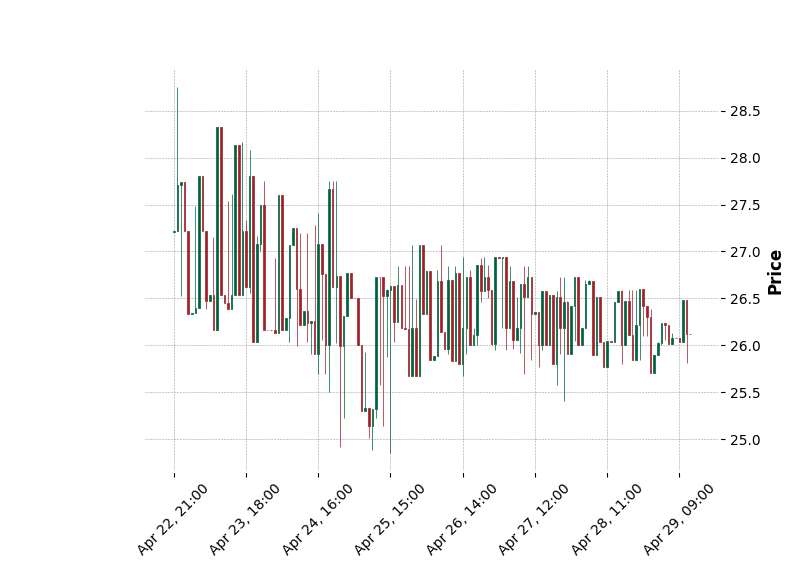 28.5
28.0
27.5
27.0
26.5
26.0
25.5
25.0
Price
Apr 22, 21:00
Apr 23, 18:00
Apr 24, 16:00
Apr 25, 15:00
Apr 26, 14:00
Apr 27, 12:00
Apr 28, 11:00
Apr 29, 09:00